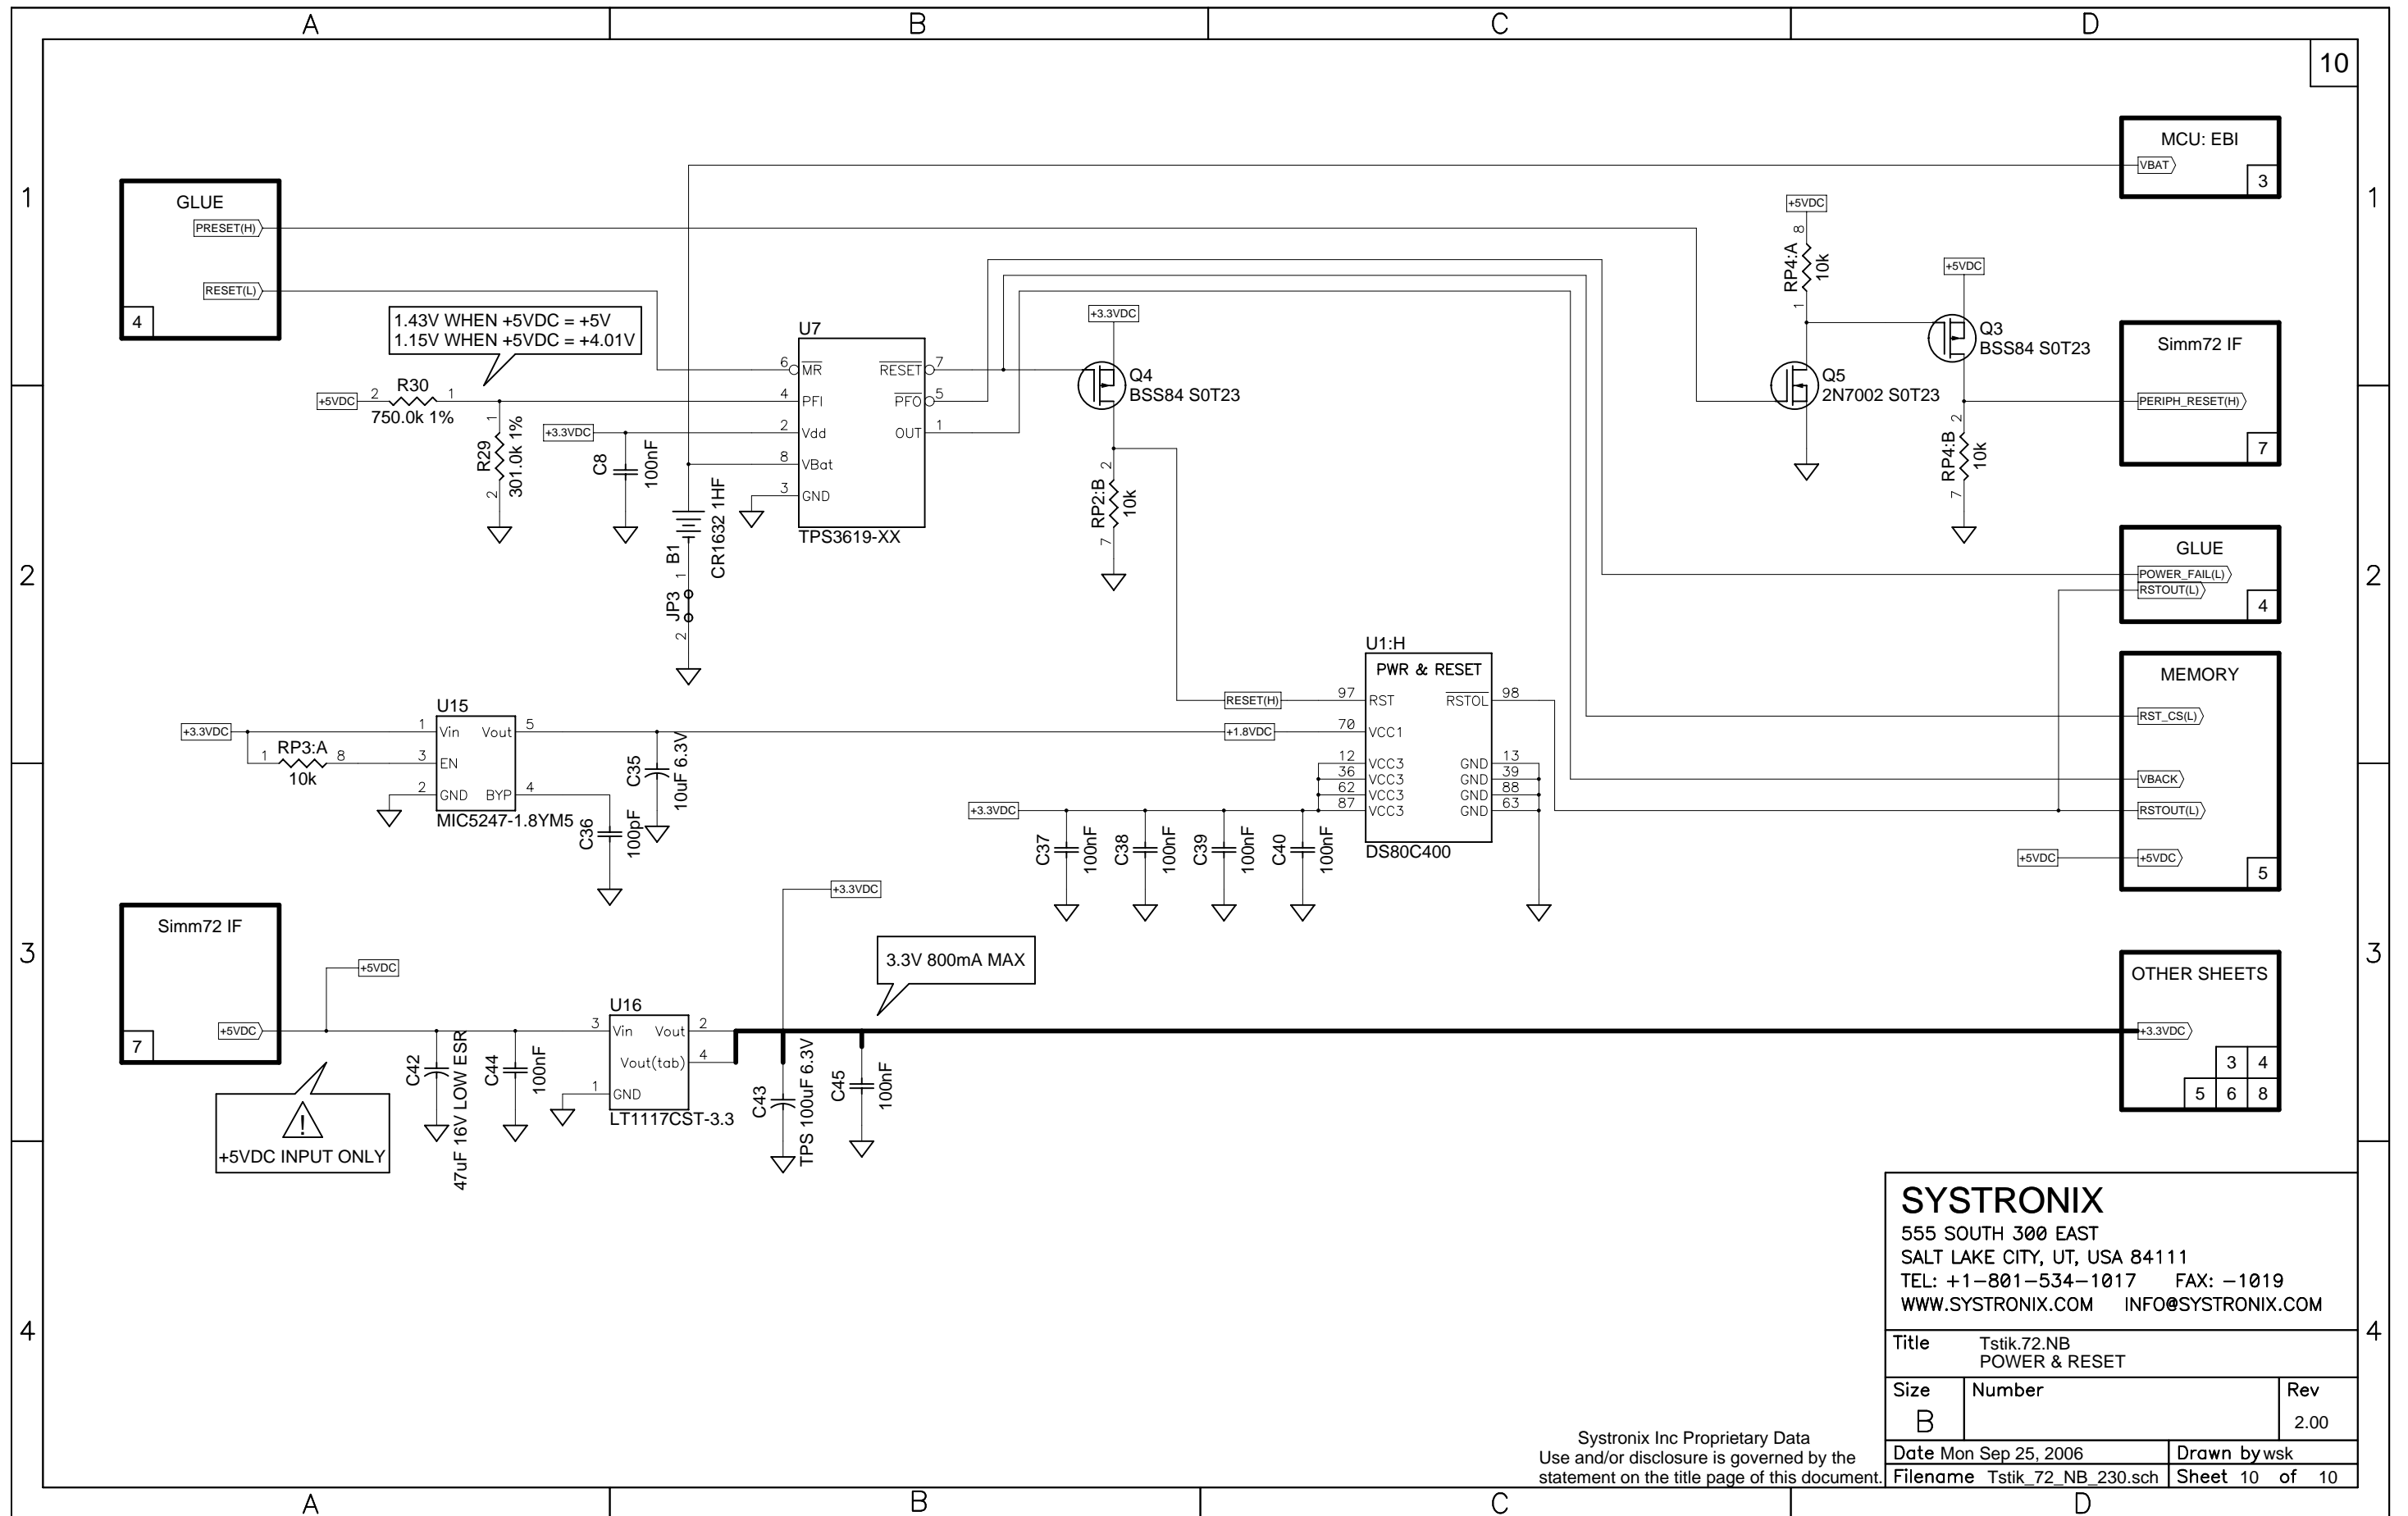 A
B
C
D
10
1
1
MCU: EBI
VBAT
3
GLUE
PRESET(H)
RESET(L)
4
1.43V WHEN +5VDC = +5V
1.15V WHEN +5VDC = +4.01V
+5VDC
2
R30
1
750.0k 1%
1
R29
301.0k 1%
2
+3.3VDC
C8
100nF
U7
6
MR
RESET
7
4
PFI
PFO
5
2
Vdd
OUT
1
8
VBat
3
GND
TPS3619-XX
CR1632 1HF
B1
1
JP3
2
+3.3VDC
Q4
BSS84 S0T23
2
RP2:B
10k
7
+5VDC
8
RP4:A
10k
1
+5VDC
Q3
BSS84 S0T23
Q5
2N7002 S0T23
2
RP4:B
10k
7
Simm72 IF
PERIPH_RESET(H)
7
2
2
GLUE
POWER_FAIL(L)
RSTOUT(L)
4
MEMORY
RST_CS(L)
VBACK
RSTOUT(L)
+5VDC
+5VDC
5
U1:H
PWR & RESET
RESET(H)
97
RST
RSTOL
98
+1.8VDC
70
VCC1
12
VCC3
GND
13
36
VCC3
GND
39
62
VCC3
GND
88
87
VCC3
GND
63
DS80C400
+3.3VDC
C37
100nF
C38
100nF
C39
100nF
C40
100nF
U15
+3.3VDC
1
Vin
Vout
5
1
RP3:A
8
10k
3
EN
2
GND
BYP
4
MIC5247-1.8YM5
C35
10uF 6.3V
C36
100pF
3
3
Simm72 IF
+5VDC
7
+5VDC
!
+5VDC INPUT ONLY
C42
47uF 16V LOW ESR
C44
100nF
U16
3
Vin
Vout
2
Vout(tab)
4
1
GND
LT1117CST-3.3
+3.3VDC
C43
TPS 100uF 6.3V
C45
100nF
3.3V 800mA MAX
OTHER SHEETS
+3.3VDC
3
4
5
6
8
4
4
SYSTRONIX
555 SOUTH 300 EAST
SALT LAKE CITY, UT, USA 84111
TEL: +1-801-534-1017 FAX: -1019
WWW.SYSTRONIX.COM INFO@SYSTRONIX.COM
Title Tstik.72.NB
POWER & RESET
Size
B
Number
Rev
2.00
Date Mon Sep 25, 2006
Drawn by wsk
Filename Tstik_72_NB_230.sch
Sheet 10 of 10
Systronix Inc Proprietary Data
Use and/or disclosure is governed by the
statement on the title page of this document.
A
B
C
D